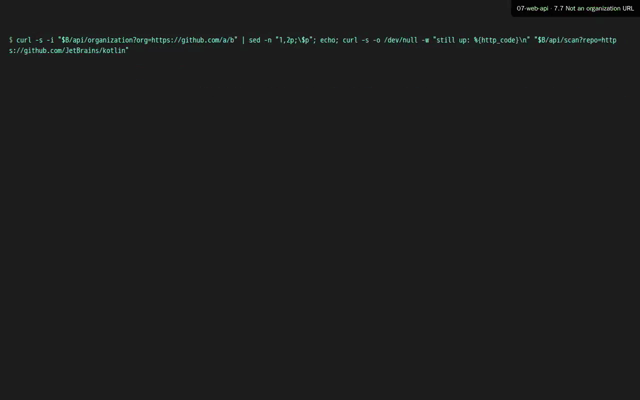 07-web-api · 7.7 Not an organization URL
$ curl -s -i "$B/api/organization?org=https://github.com/a/b" | sed -n "1,2p;\$p"; echo; curl -s -o /dev/null -w "still up: %{http_code}\n" "$B/api/scan?repo=http
s://github.com/JetBrains/kotlin"